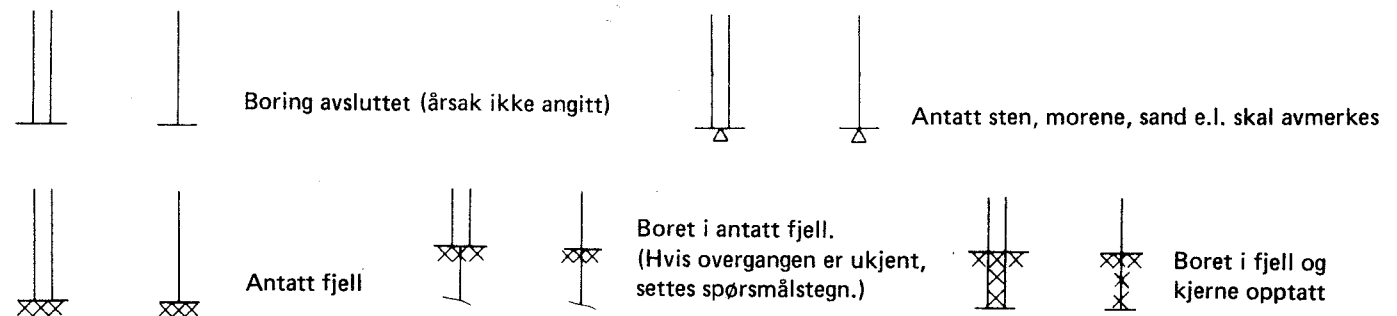 Boring avsluttet (årsak ikke angitt)
Antatt sten, morene, sand e.l. skal avmerkes
Antatt fjell
Boret i antatt fjell.
(Hvis overgangen er ukjent,
settes spørsmålstegn.)
Boret i fjell og
kjerne opptatt